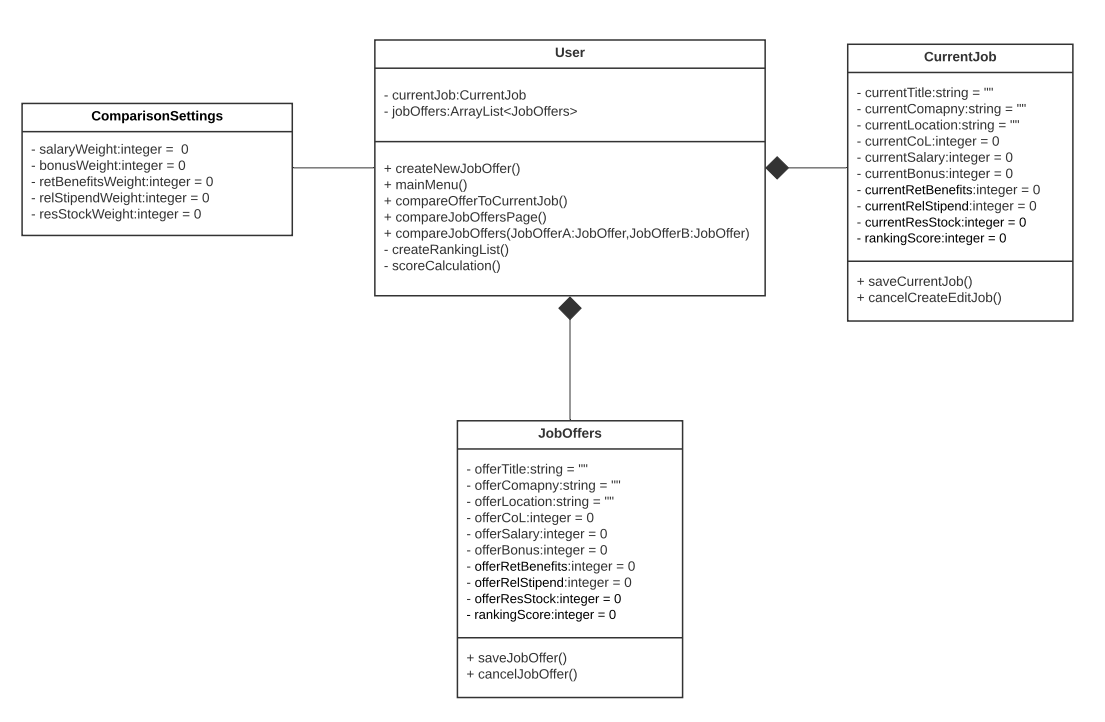 User
- currentJob:CurrentJob
- jobOffers:ArrayList<JobOffers>
+ createNewJobOffer()
+ mainMenu()
+ compareOfferToCurrentJob()
+ compareJobOffersPage()
+ compareJobOffers(JobOfferA:JobOffer,JobOfferB:JobOffer)
- createRankingList()
- scoreCalculation()
CurrentJob
- currentTitle:string = ""
- currentComapny:string = ""
- currentLocation:string = ""
- currentCoL:integer = 0
- currentSalary:integer = 0
- currentBonus:integer = 0
- currentRetBenefits:integer = 0
- currentRelStipend:integer = 0
- currentResStock:integer = 0
- rankingScore:integer = 0
+ saveCurrentJob()
+ cancelCreateEditJob()
ComparisonSettings
- salaryWeight:integer =  0
- bonusWeight:integer = 0
- retBenefitsWeight:integer = 0
- relStipendWeight:integer = 0
- resStockWeight:integer = 0
JobOffers
- offerTitle:string = ""
- offerComapny:string = ""
- offerLocation:string = ""
- offerCoL:integer = 0
- offerSalary:integer = 0
- offerBonus:integer = 0
- offerRetBenefits:integer = 0
- offerRelStipend:integer = 0
- offerResStock:integer = 0
- rankingScore:integer = 0
+ saveJobOffer()
+ cancelJobOffer()